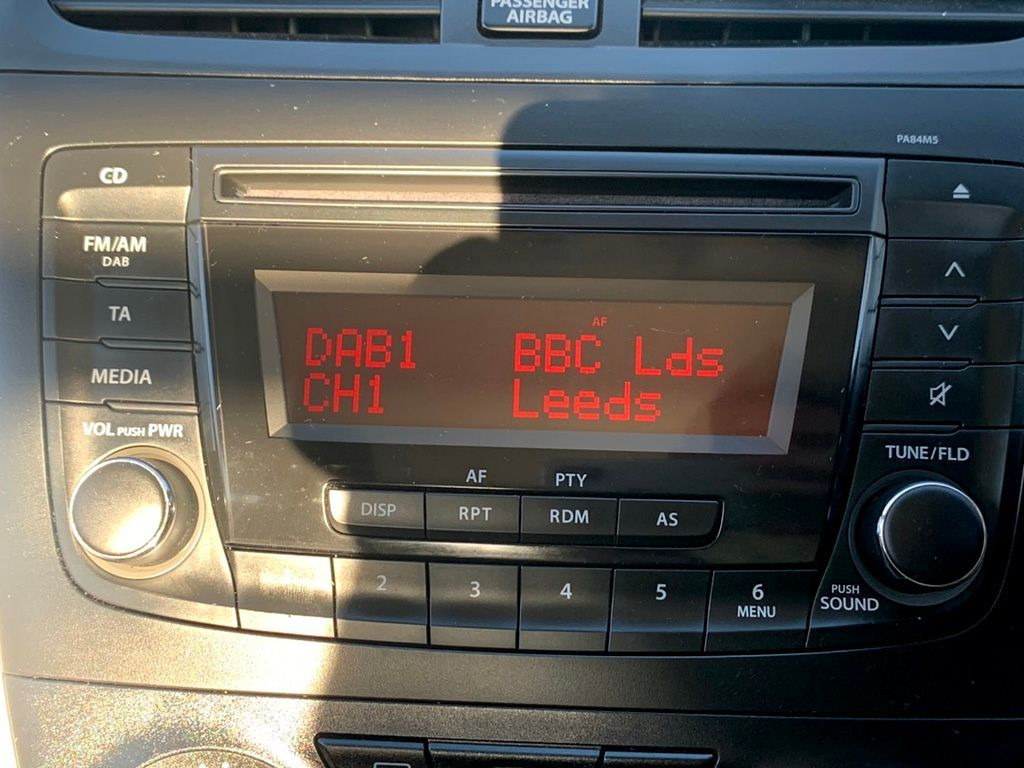 PASSENGER
AIRBAG
PA84M5
CD
FM/AM
DAB
TA
MEDIA
VOL PUSH PWR
AF
DAB1 BBC Lds
CH1 Leeds
AF PTY
DISP RPT RDM AS
1 2 3 4 5 6
MENU
TUNE/FLD
PUSH
SOUND